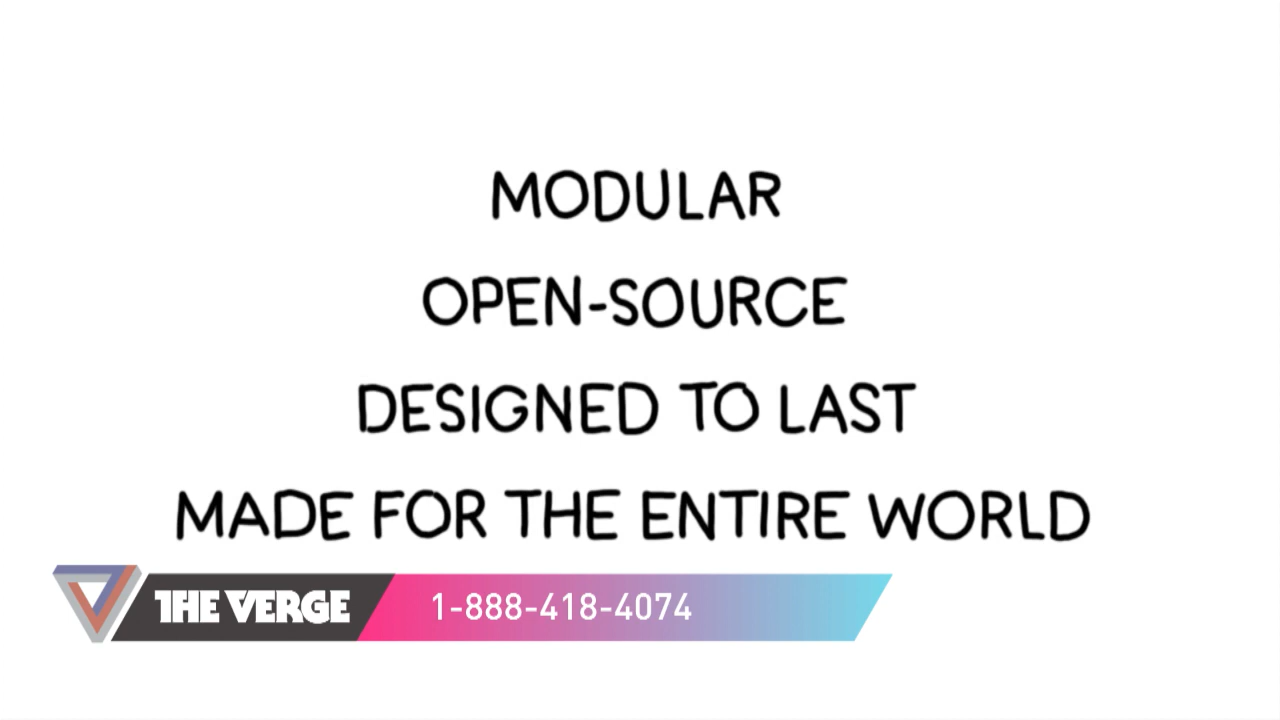 MODULAR
OPEN-SOURCE
DESIGNED TO LAST
MADE FOR THE ENTIRE WORLD
THE VERGE 1-888-418-4074